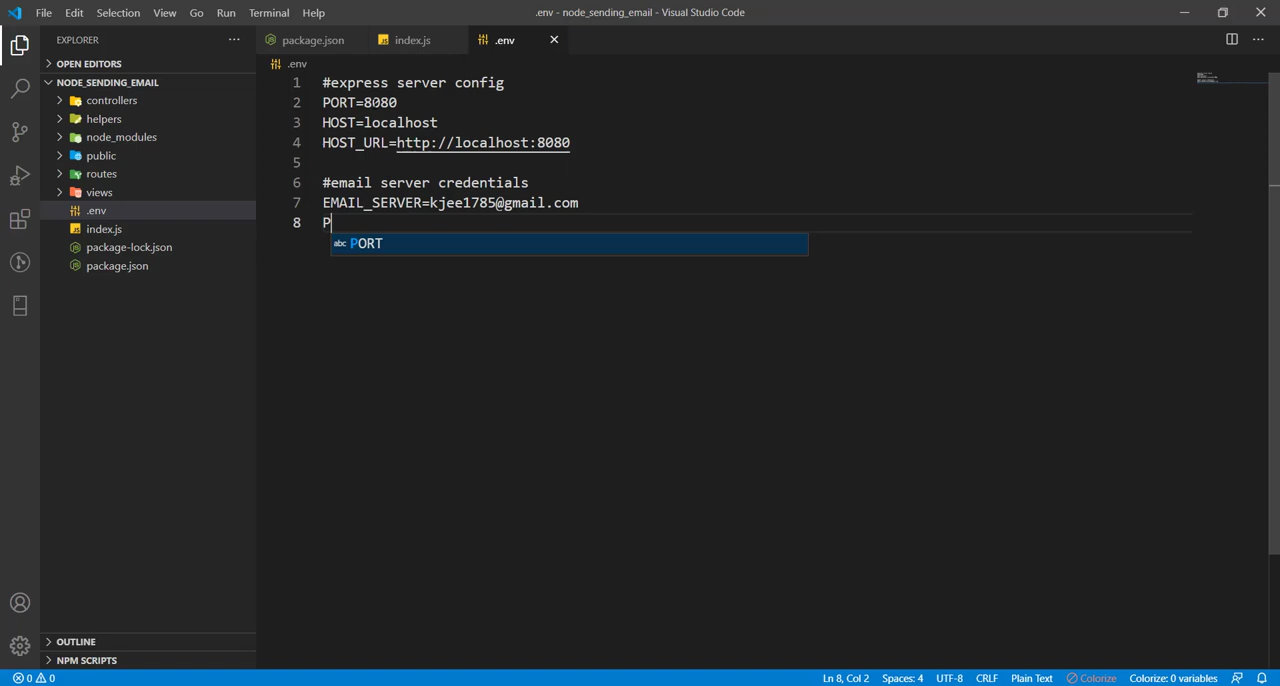 File Edit Selection View Go Run Terminal Help .env - node_sending_email - Visual Studio Code
EXPLORER
package.json index.js .env
OPEN EDITORS
NODE_SENDING_EMAIL
controllers
helpers
node_modules
public
routes
views
.env
index.js
package-lock.json
package.json
OUTLINE
NPM SCRIPTS
.env
1 #express server config
2 PORT=8080
3 HOST=localhost
4 HOST_URL=http://localhost:8080
5
6 #email server credentials
7 EMAIL_SERVER=kjee1785@gmail.com
8 P
abc PORT
0 0 Ln 8, Col 2 Spaces: 4 UTF-8 CRLF Plain Text Colorize Colorize: 0 variables